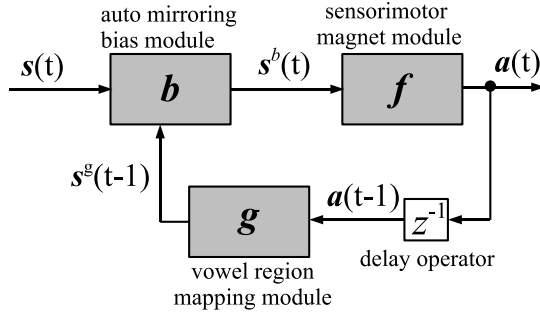 auto mirroring
bias module
sensorimotor
magnet module
s(t)
b
s^b(t)
f
a(t)
s^g(t-1)
g
a(t-1)
z^-1
vowel region
mapping module
delay operator